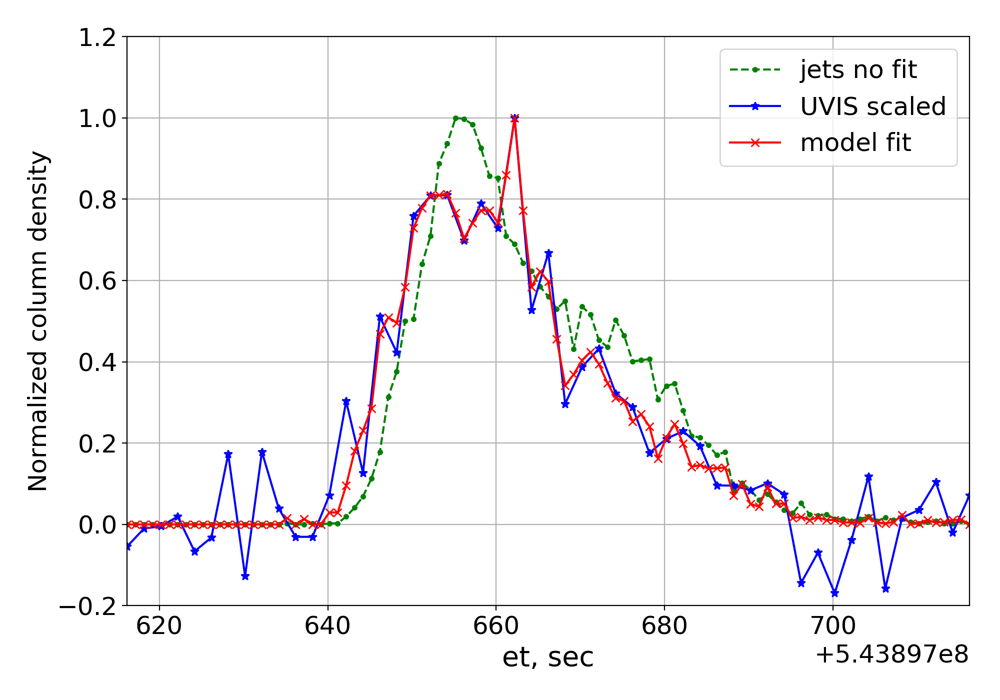 1.2
1.0
0.8
0.6
0.4
0.2
0.0
−0.2
Normalized column density
620 640 660 680 700
+5.43897e8
et, sec
jets no fit
UVIS scaled
model fit